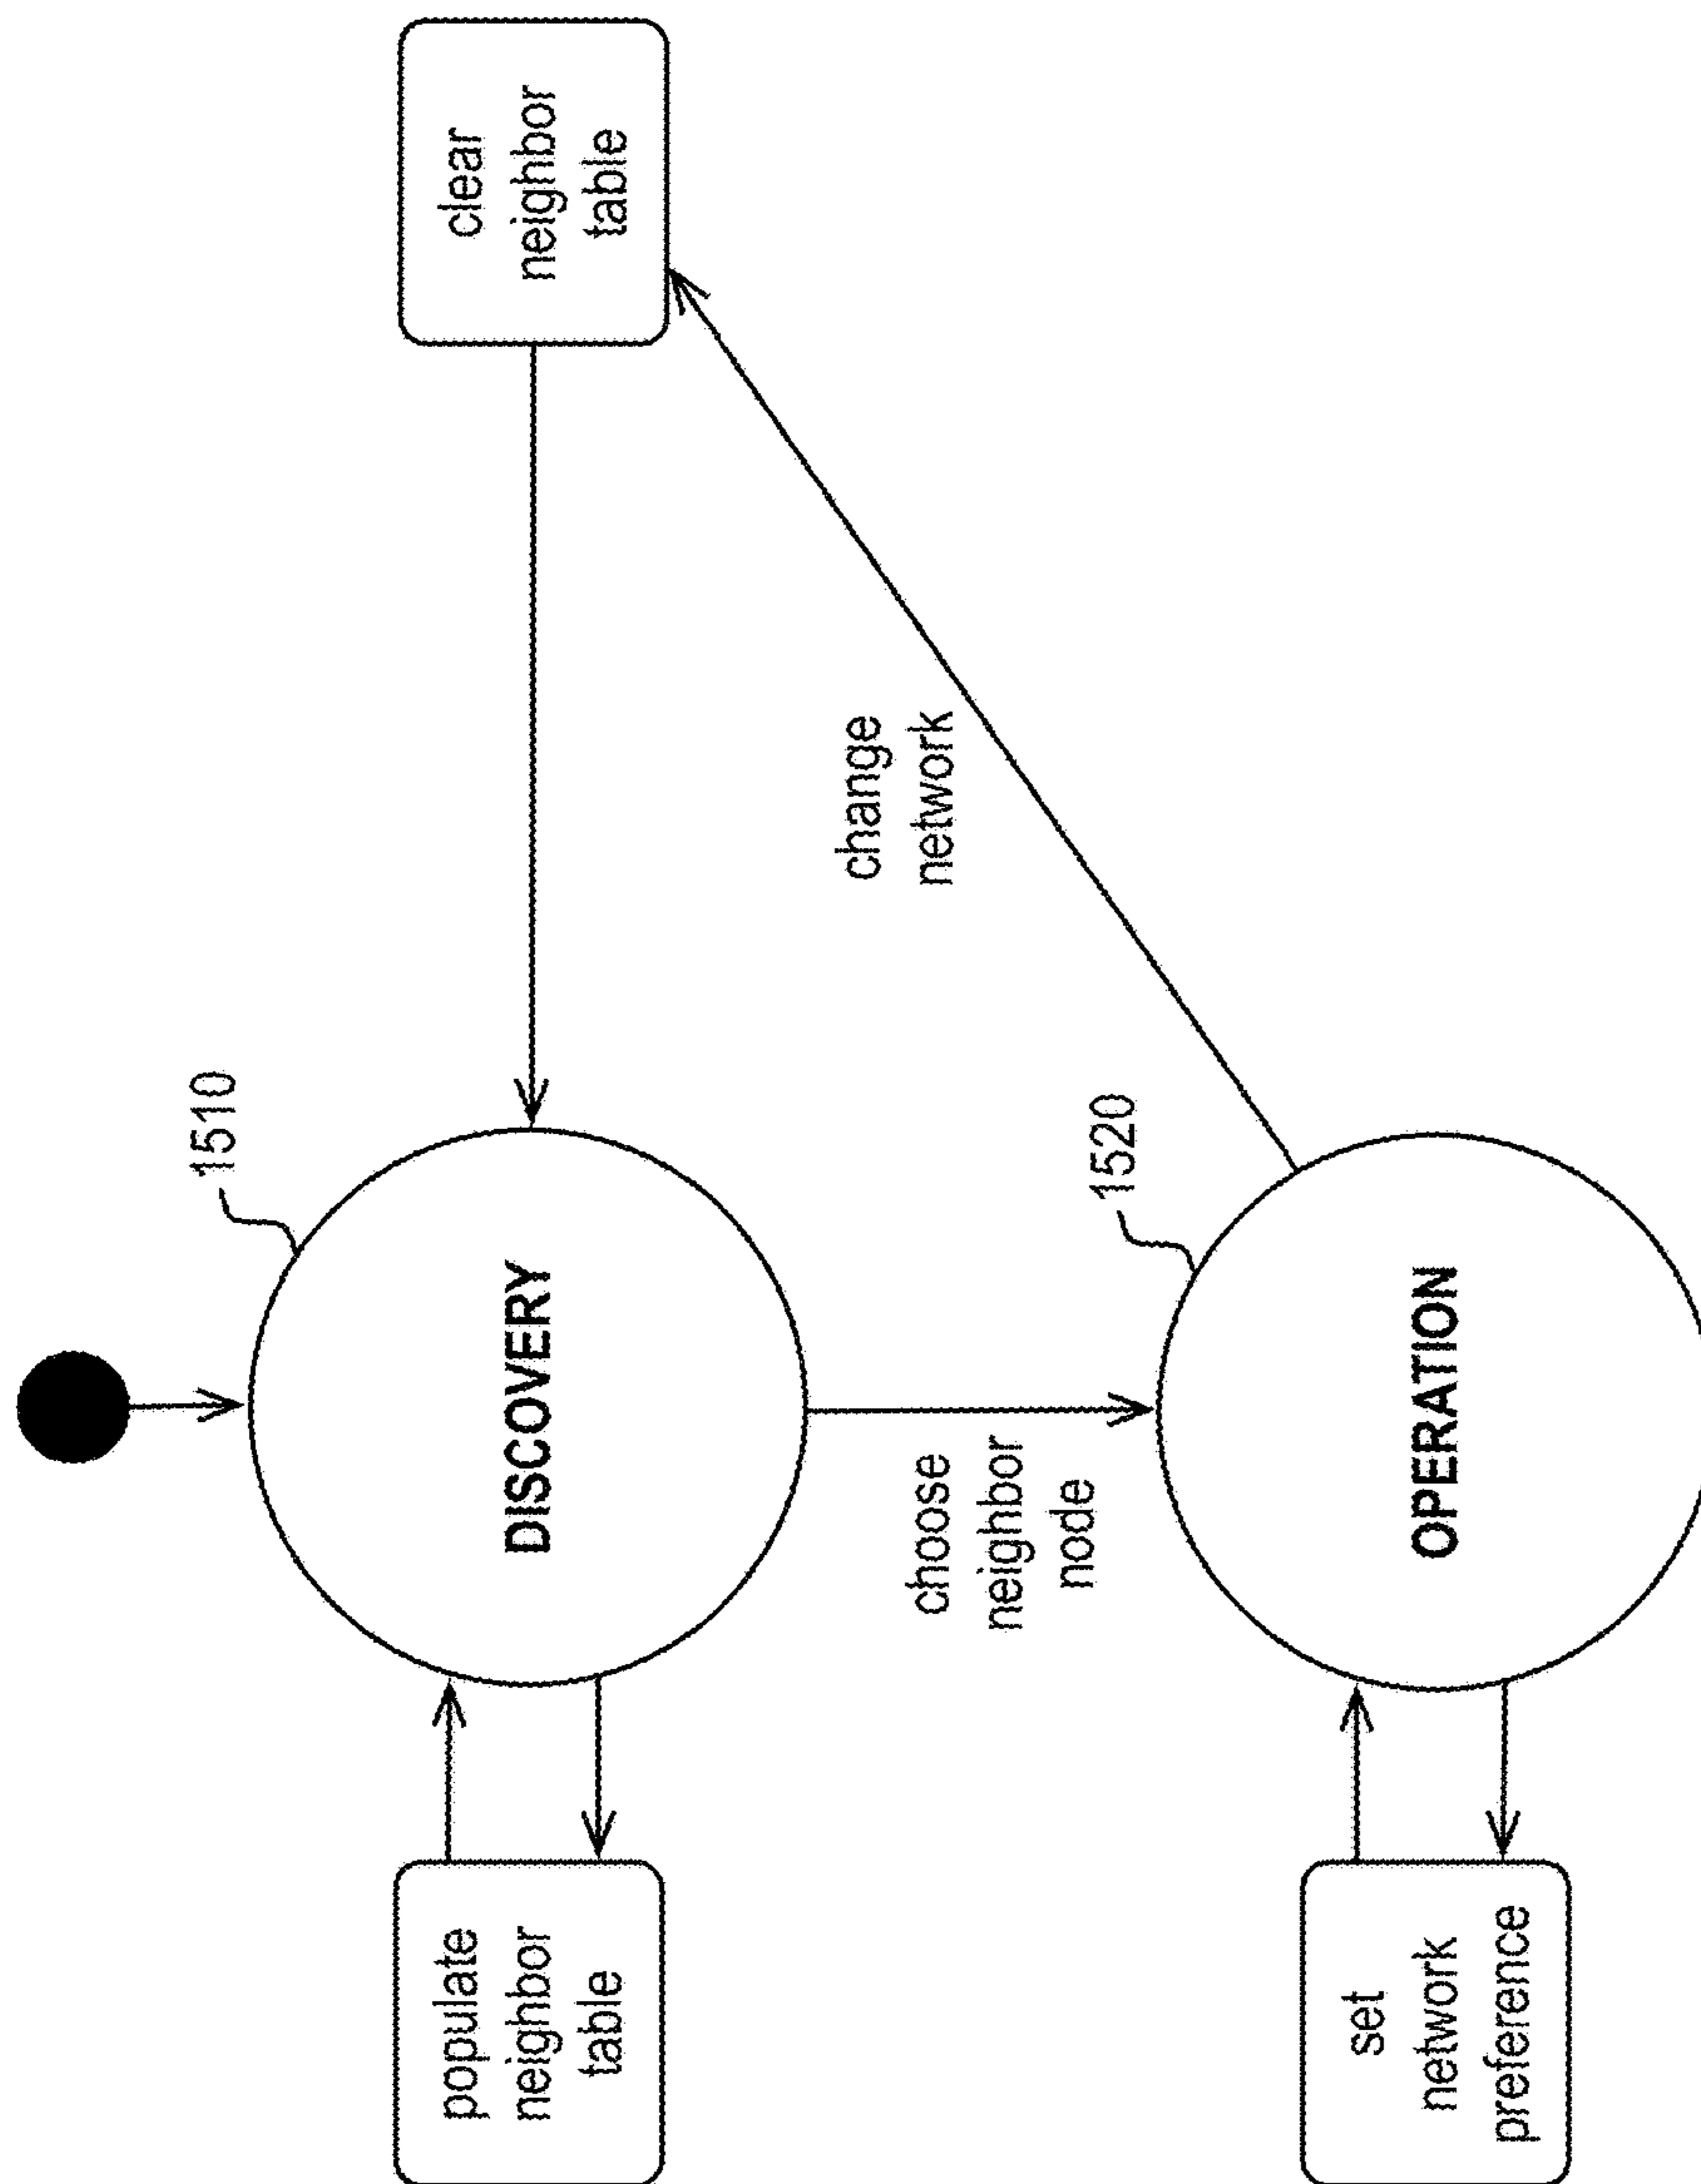 populate
neighbor
table
DISCOVERY
1510
clear
neighbor
table
choose
neighbor
node
change
network
set
network
preference
OPERATION
1520